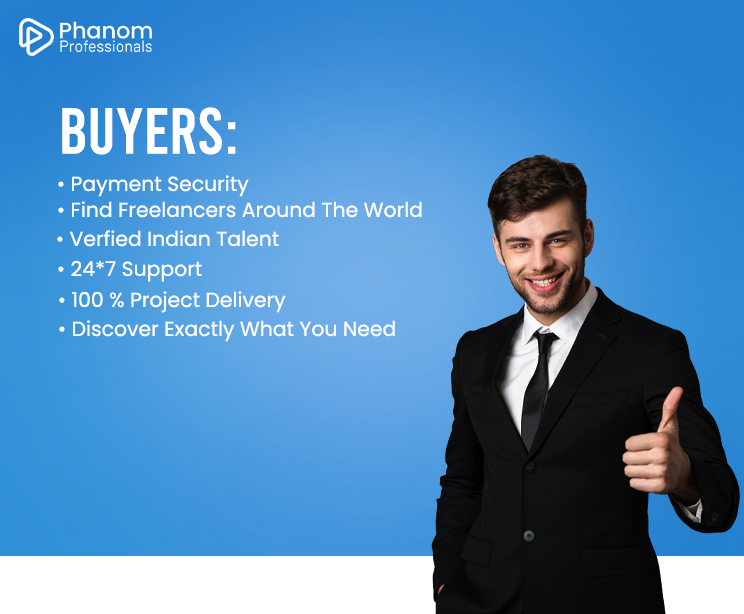 Phanom
Professionals
BUYERS:
• Payment Security
• Find Freelancers Around The World
• Verfied Indian Talent
• 24*7 Support
• 100 % Project Delivery
• Discover Exactly What You Need